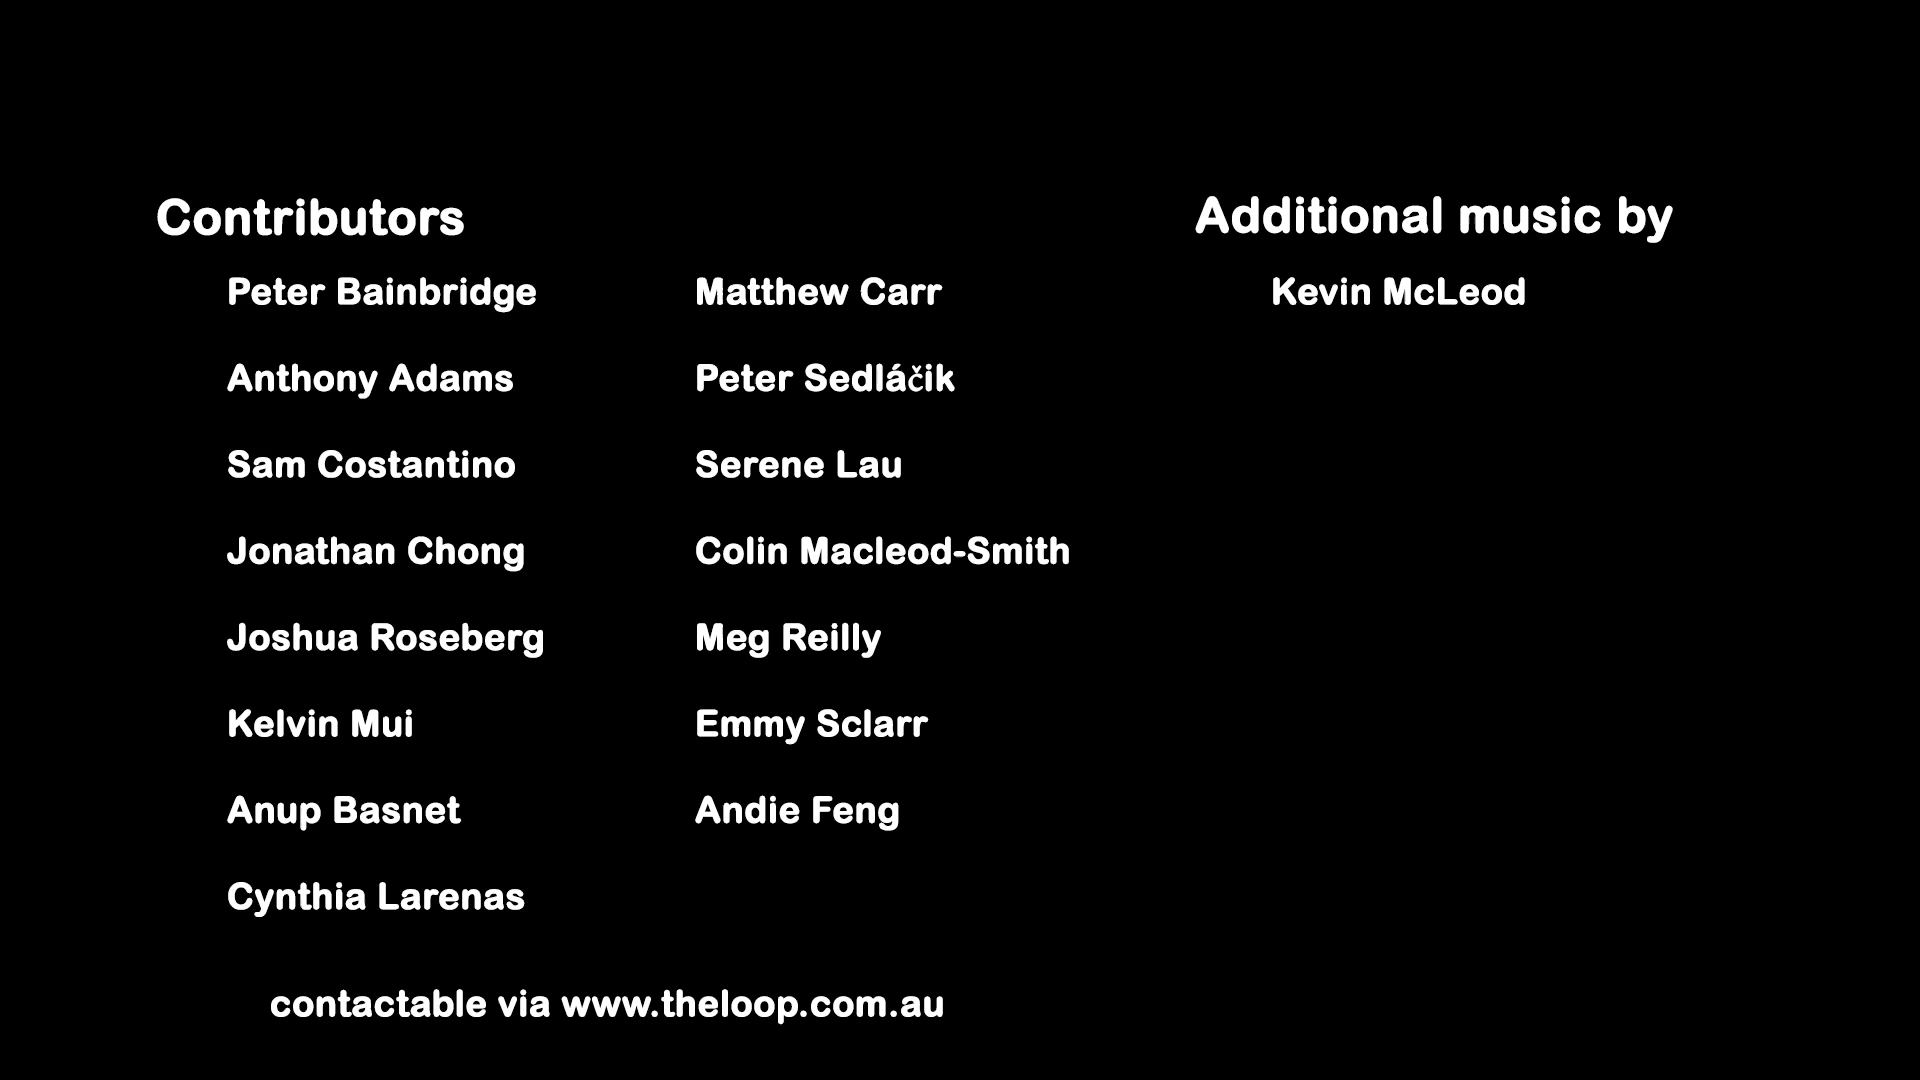 Contributors
Peter Bainbridge
Anthony Adams
Sam Costantino
Jonathan Chong
Joshua Roseberg
Kelvin Mui
Anup Basnet
Cynthia Larenas
Matthew Carr
Peter Sedláčik
Serene Lau
Colin Macleod-Smith
Meg Reilly
Emmy Sclarr
Andie Feng
contactable via www.theloop.com.au
Additional music by
Kevin McLeod